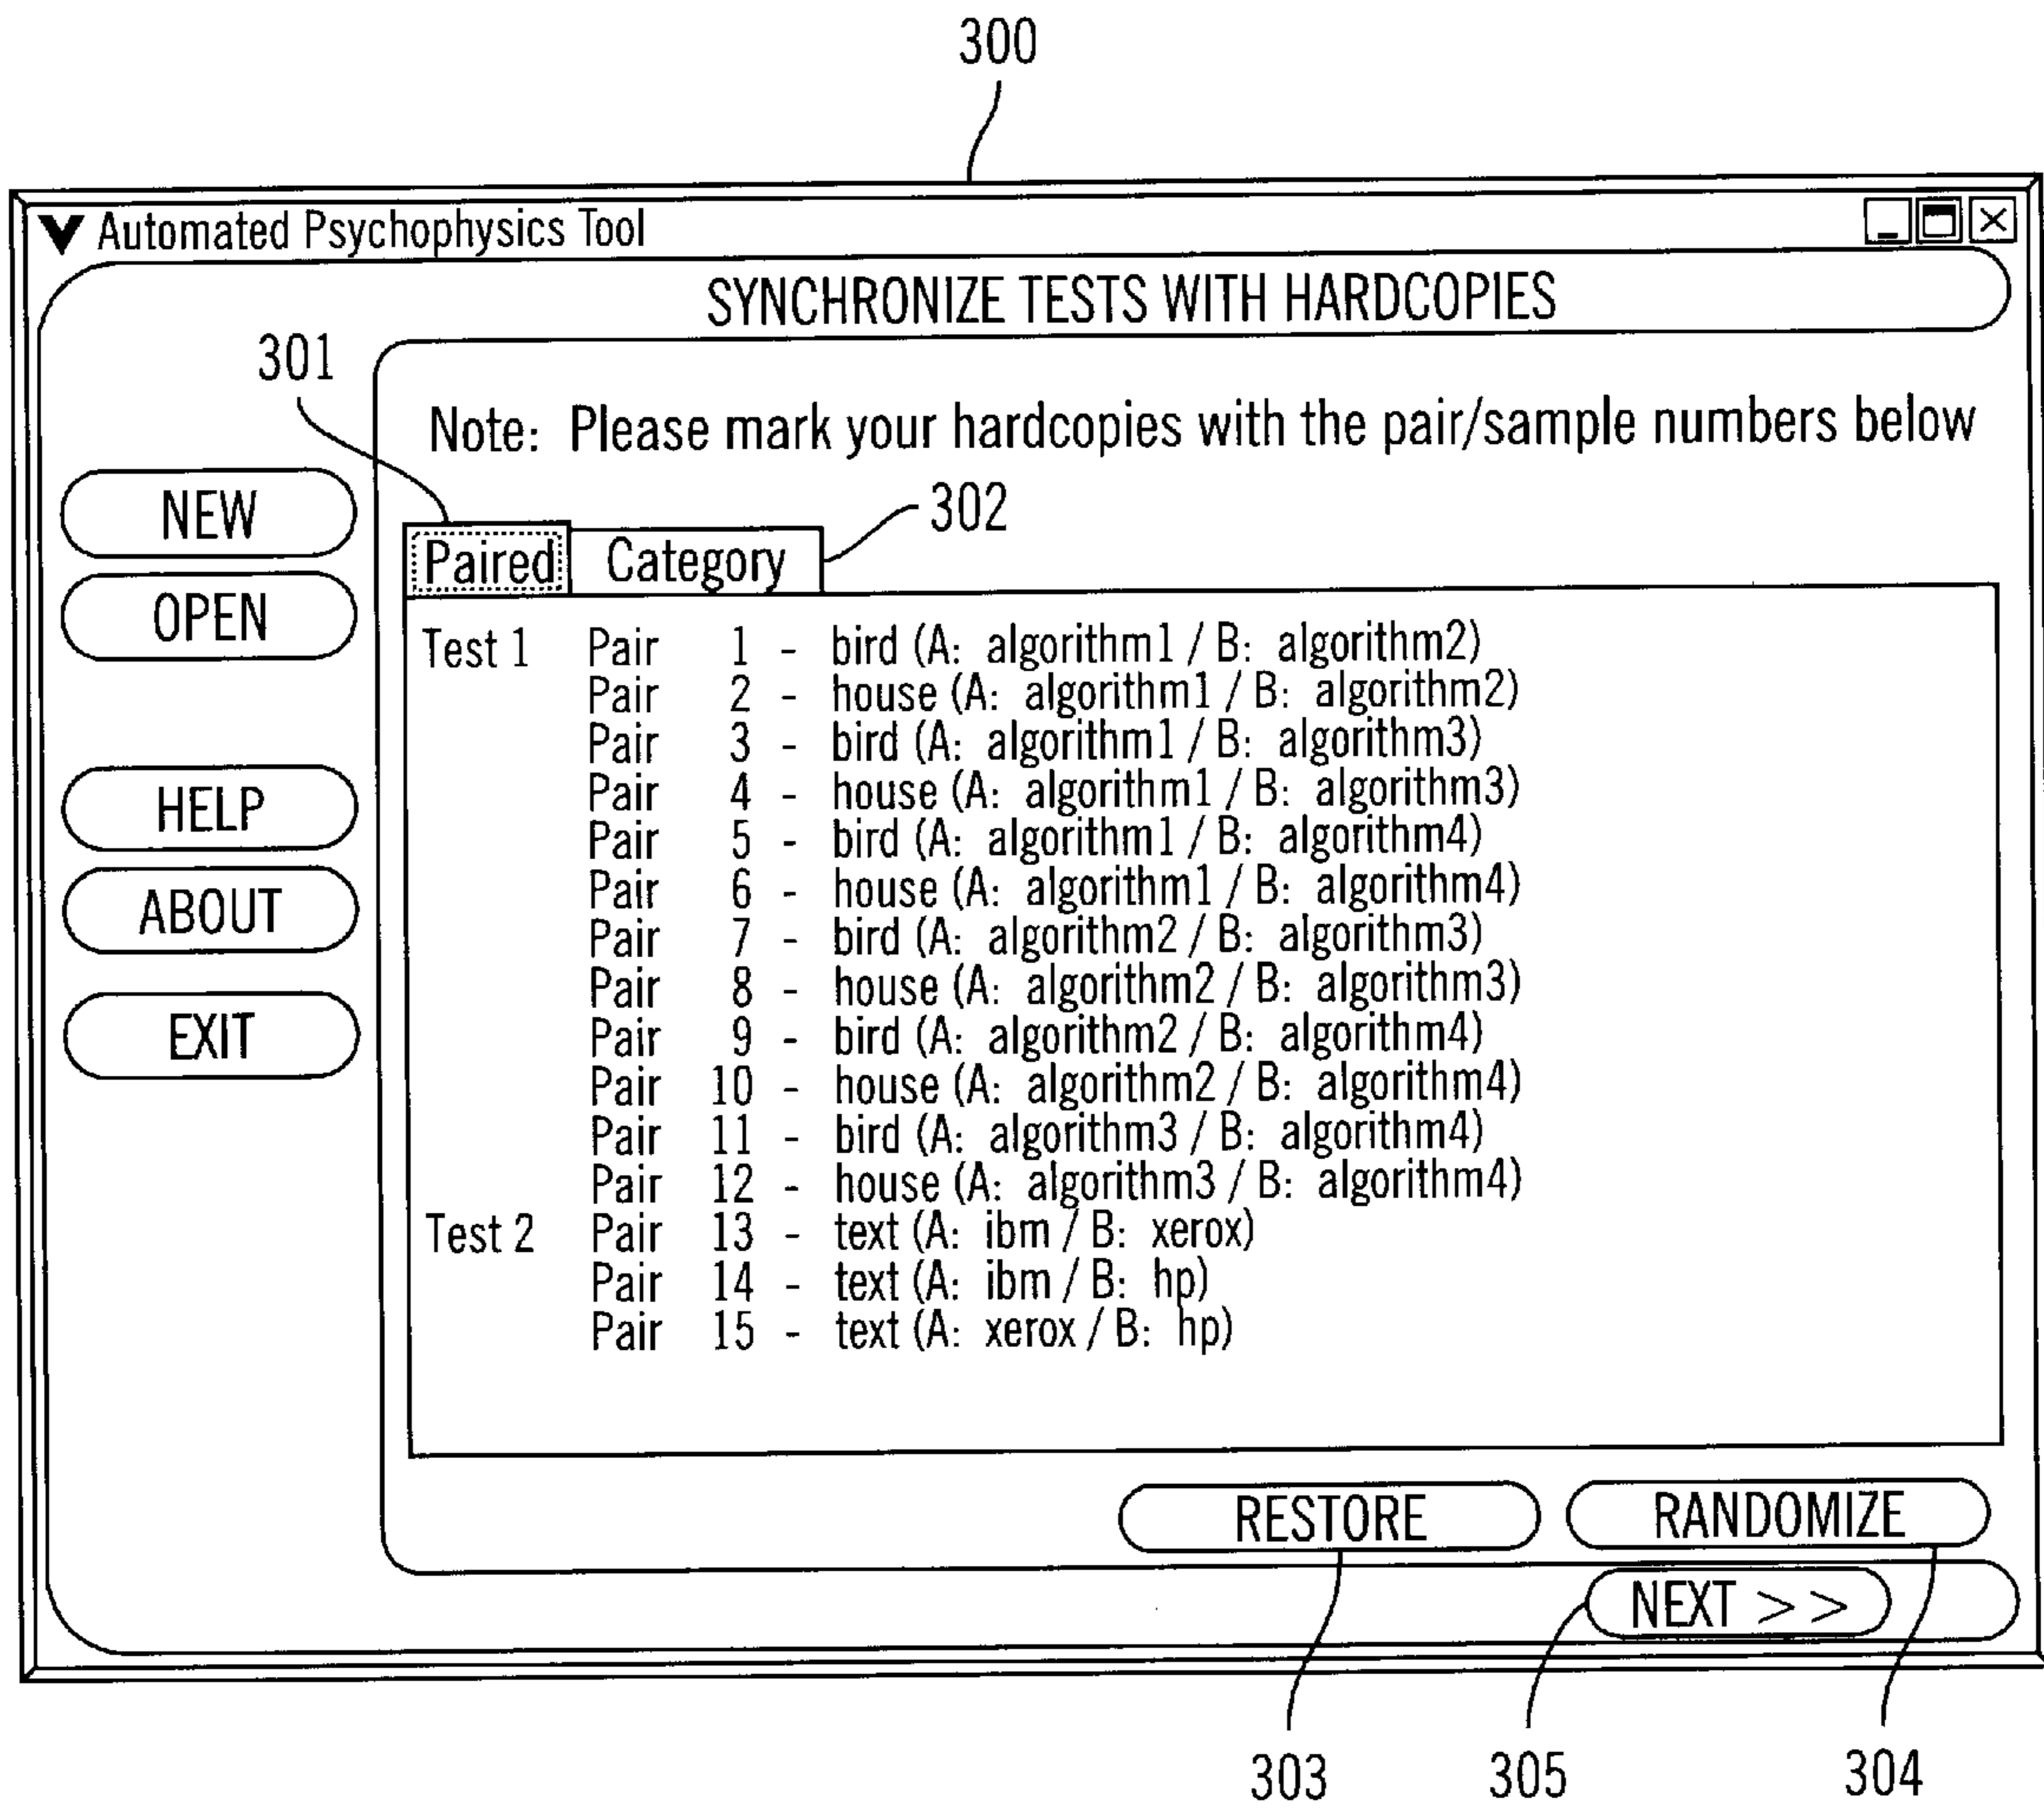 300
Automated Psychophysics Tool
SYNCHRONIZE TESTS WITH HARDCOPIES
301
Note: Please mark your hardcopies with the pair/sample numbers below
302
NEW
OPEN
HELP
ABOUT
EXIT
Paired Category
Test 1 Pair 1 - bird (A: algorithm1 / B: algorithm2)
Pair 2 - house (A: algorithm1 / B: algorithm2)
Pair 3 - bird (A: algorithm1 / B: algorithm3)
Pair 4 - house (A: algorithm1 / B: algorithm3)
Pair 5 - bird (A: algorithm1 / B: algorithm4)
Pair 6 - house (A: algorithm1 / B: algorithm4)
Pair 7 - bird (A: algorithm2 / B: algorithm3)
Pair 8 - house (A: algorithm2 / B: algorithm3)
Pair 9 - bird (A: algorithm2 / B: algorithm4)
Pair 10 - house (A: algorithm2 / B: algorithm4)
Pair 11 - bird (A: algorithm3 / B: algorithm4)
Pair 12 - house (A: algorithm3 / B: algorithm4)
Test 2 Pair 13 - text (A: ibm / B: xerox)
Pair 14 - text (A: ibm / B: hp)
Pair 15 - text (A: xerox / B: hp)
RESTORE RANDOMIZE
NEXT >>
303 305 304